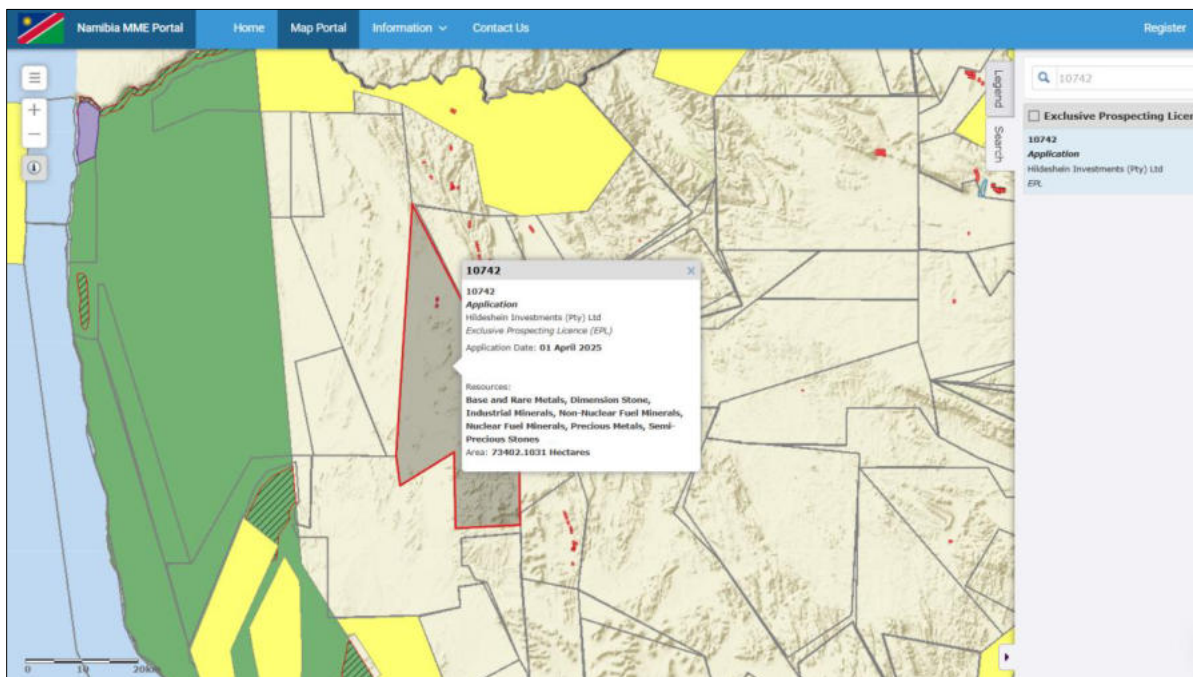 Namibia MME Portal
Home
Map Portal
Information
Contact Us
Register
Legend
Search
10742
Exclusive Prospecting Licen
10742
Application
Hildeshein Investments (Pty) Ltd
EPL
10742
10742
Application
Hildeshein Investments (Pty) Ltd
Exclusive Prospecting Licence (EPL)
Application Date: 01 April 2025
Resources:
Base and Rare Metals, Dimension Stone,
Industrial Minerals, Non-Nuclear Fuel Minerals,
Nuclear Fuel Minerals, Precious Metals, Semi-
Precious Stones
Area: 73402.1031 Hectares
0 10 20km